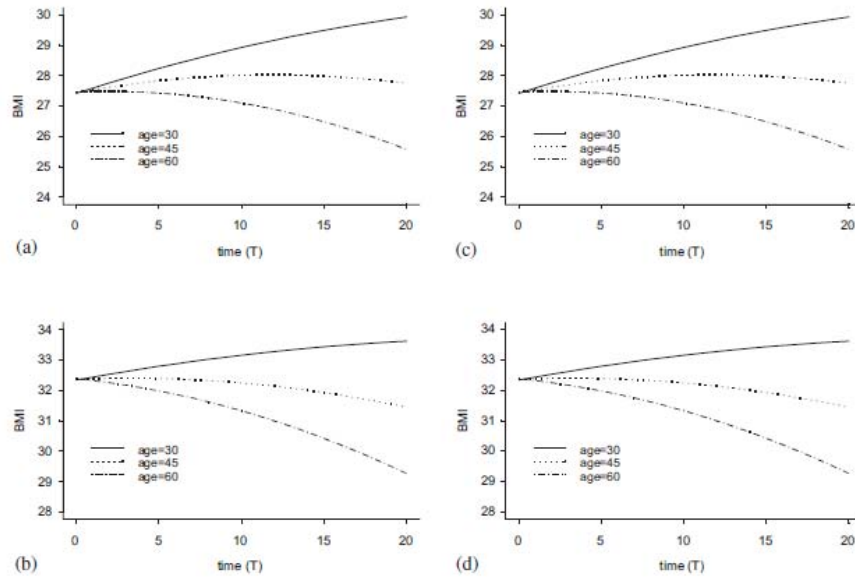 30
29
28
27
26
25
24
BMI
age=30
age=45
age=60
0 5 10 15 20
(a)
time (T)
30
29
28
27
26
25
24
BMI
age=30
age=45
age=60
0 5 10 15 20
(c)
time (T)
34
33
32
31
30
29
28
BMI
age=30
age=45
age=60
0 5 10 15 20
(b)
time (T)
34
33
32
31
30
29
28
BMI
age=30
age=45
age=60
0 5 10 15 20
(d)
time (T)